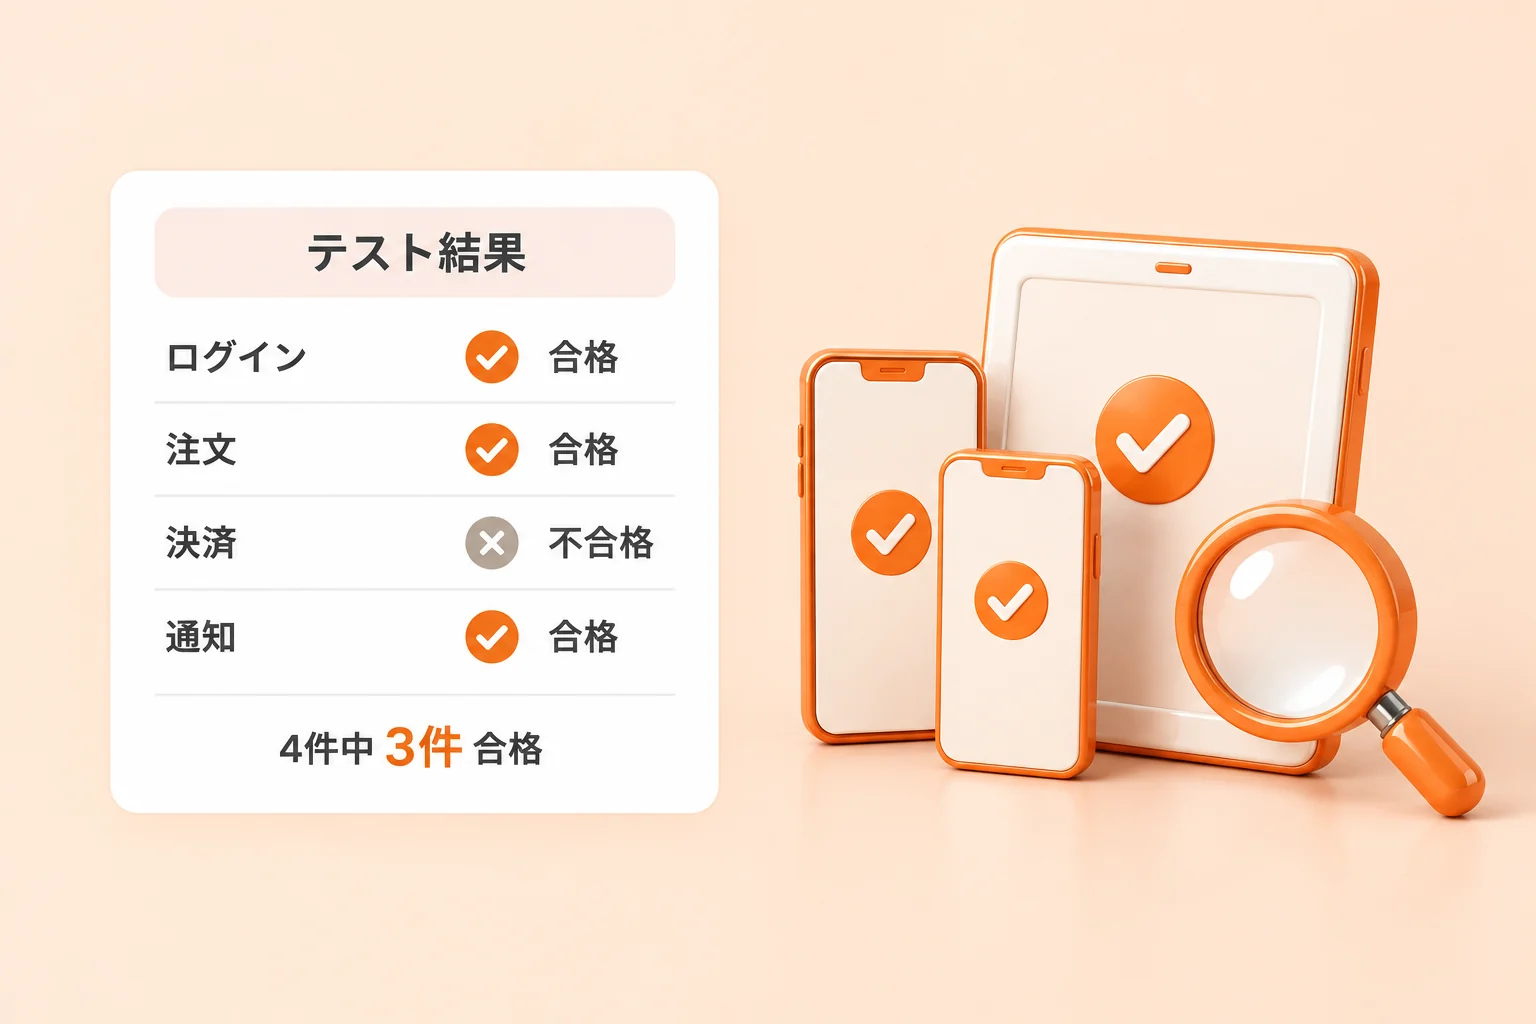 テスト結果
ログイン 合格
注文 合格
決済 不合格
通知 合格
4件中 3件 合格